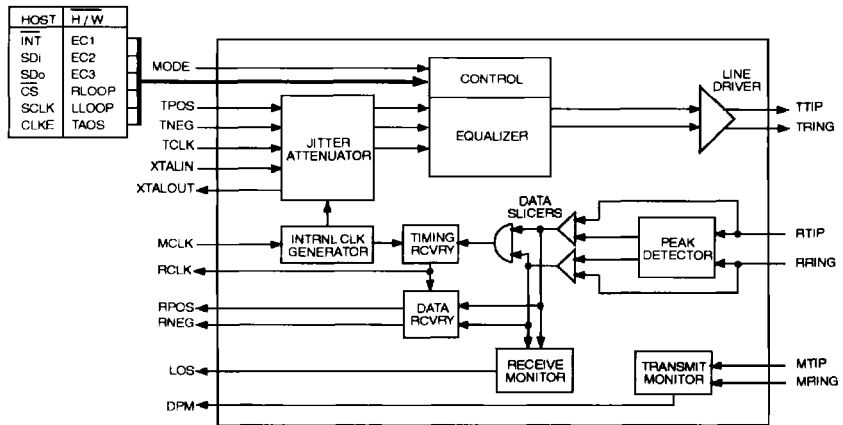 HOST H/W
INT EC1
SDi EC2
SDo EC3
CS RLOOP
SCLK LLOOP
CLKE TAOS
MODE
TPOS
TNEG
TCLK
XTALIN
XTALOUT
JITTER
ATTENUATOR
CONTROL
EQUALIZER
LINE
DRIVER
TTIP
TRING
MCLK
RCLK
RPOS
RNEG
LOS
DPM
INTRNL CLK
GENERATOR
TIMING
RCVRY
DATA
RCVRY
DATA
SLICERS
PEAK
DETECTOR
RTIP
RRING
RECEIVE
MONITOR
TRANSMIT
MONITOR
MTIP
MRING